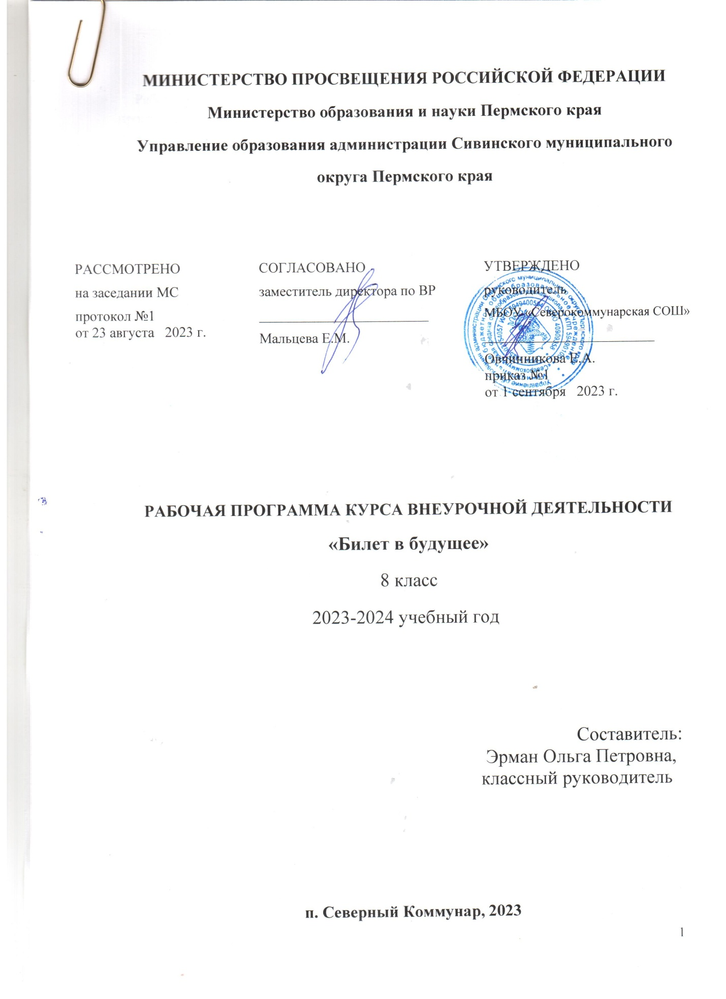 МИНИСТЕРСТВО ПРОСВЕЩЕНИЯ РОССИЙСКОЙ ФЕДЕРАЦИИ
Министерство образования и науки Пермского края
Управление образования администрации Сивинского муниципального
округа Пермского края
РАССМОТРЕНО
на заседании МС
протокол №1
от 23 августа 2023 г.
СОГЛАСОВАНО
заместитель директора по ВР
Мальцева Е.М.
УТВЕРЖДЕНО
руководитель
МБОУ «Северокоммунарская СОШ»
Овчинникова Е.А.
приказ №1
от 1 сентября 2023 г.
РАБОЧАЯ ПРОГРАММА КУРСА ВНЕУРОЧНОЙ ДЕЯТЕЛЬНОСТИ
«Билет в будущее»
8 класс
2023-2024 учебный год
Составитель:
Эрман Ольга Петровна,
классный руководитель
п. Северный Коммунар, 2023
1